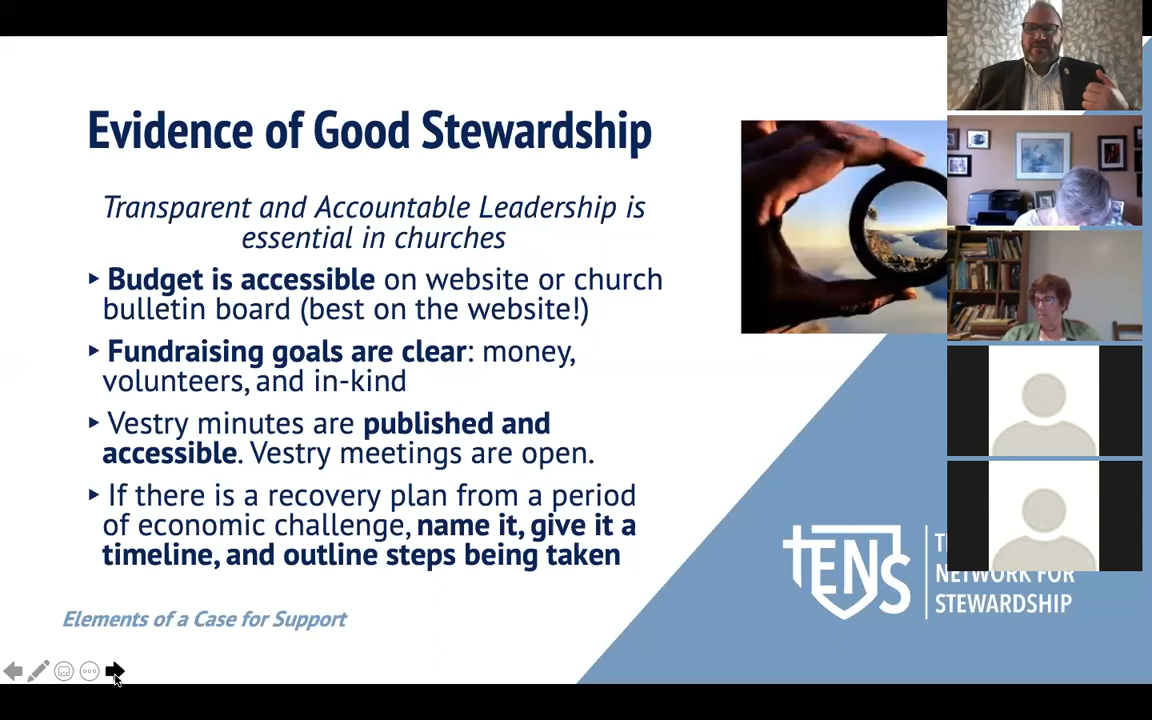 Evidence of Good Stewardship
Transparent and Accountable Leadership is
essential in churches
‣ Budget is accessible on website or church
bulletin board (best on the website!)
‣ Fundraising goals are clear: money,
volunteers, and in-kind
‣ Vestry minutes are published and
accessible. Vestry meetings are open.
‣ If there is a recovery plan from a period
of economic challenge, name it, give it a
timeline, and outline steps being taken
Elements of a Case for Support
tENS
NETWORK FOR
STEWARDSHIP